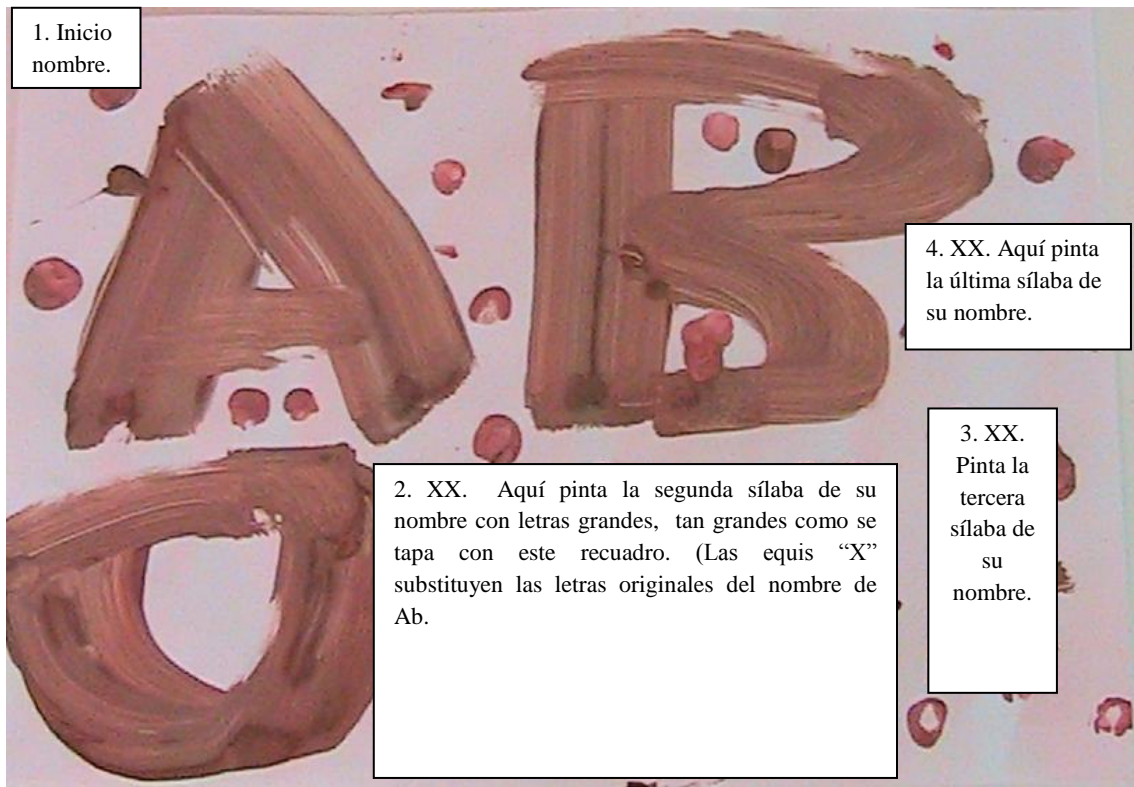 1. Inicio
nombre.
AB
4. XX. Aquí pinta
la última sílaba de
su nombre.
3. XX.
Pinta la
tercera
sílaba de
su
nombre.
O
2. XX. Aquí pinta la segunda sílaba de su
nombre con letras grandes, tan grandes como se
tapa con este recuadro. (Las equis “X”
substituyen las letras originales del nombre de
Ab.